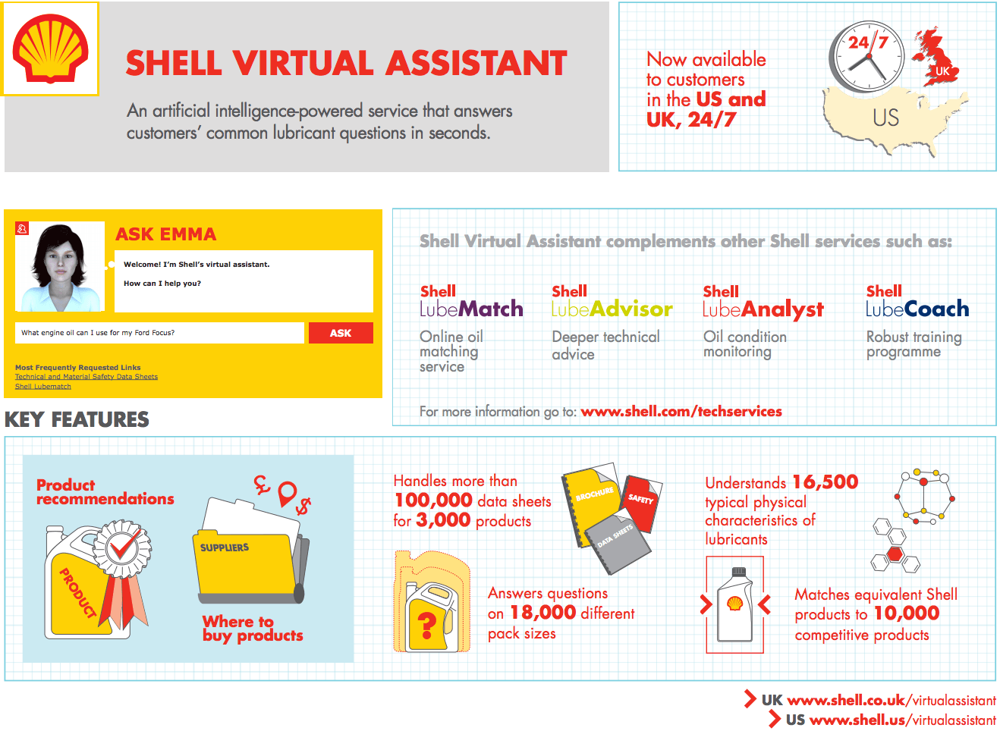 SHELL VIRTUAL ASSISTANT
An artificial intelligence-powered service that answers
customers' common lubricant questions in seconds.
Now available
to customers
in the US and
UK, 24/7
24/7
UK
US
ASK EMMA
Welcome! I'm Shell's virtual assistant.
How can I help you?
What engine oil can I use for my Ford Focus?
ASK
Most Frequently Requested Links
Technical and Material Safety Data Sheets
Shell Lubematch
Shell Virtual Assistant complements other Shell services such as:
Shell
LubeMatch
Online oil
matching
service
Shell
LubeAdvisor
Deeper technical
advice
Shell
LubeAnalyst
Oil condition
monitoring
Shell
LubeCoach
Robust training
programme
For more information go to: www.shell.com/techservices
KEY FEATURES
Product
recommendations
PRODUCT
£
$
SUPPLIERS
Where to
buy products
Handles more than
100,000 data sheets
for 3,000 products
BROCHURE
SAFETY
DATA SHEETS
?
Answers questions
on 18,000 different
pack sizes
Understands 16,500
typical physical
characteristics of
lubricants
Matches equivalent Shell
products to 10,000
competitive products
UK www.shell.co.uk/virtualassistant
US www.shell.us/virtualassistant